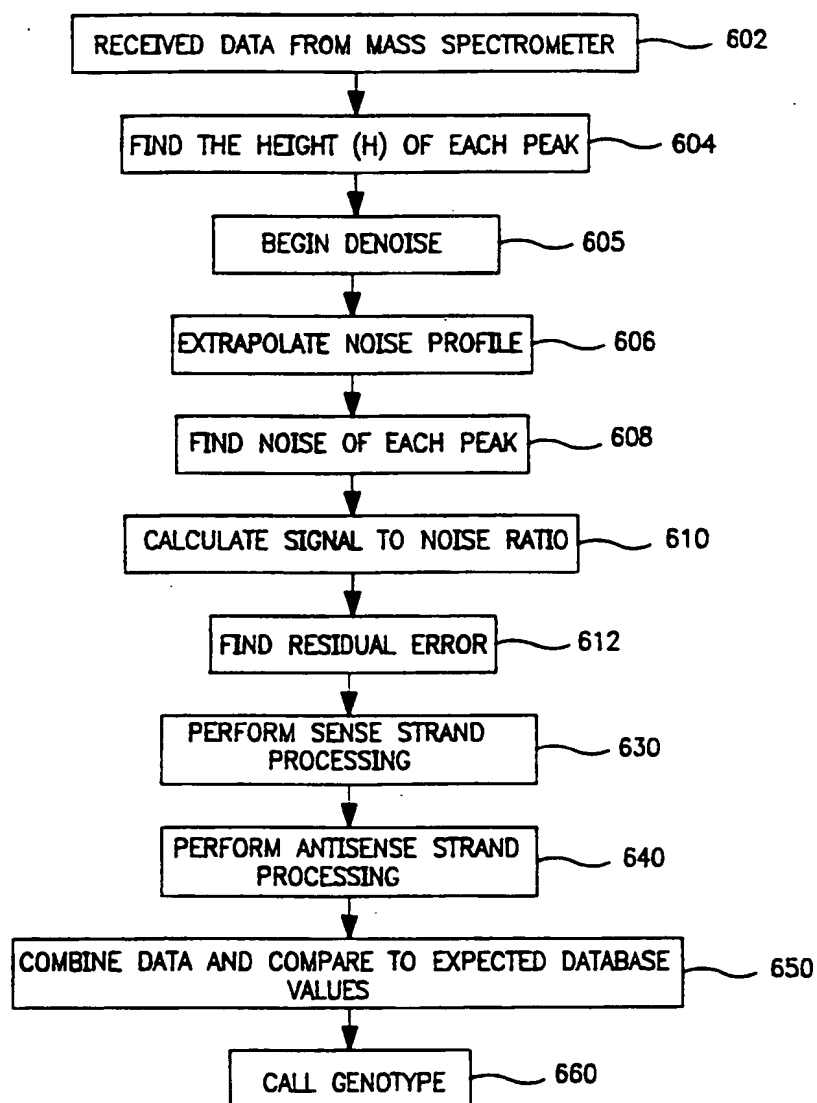 RECEIVED DATA FROM MASS SPECTROMETER 602
FIND THE HEIGHT (H) OF EACH PEAK 604
BEGIN DENOISE 605
EXTRAPOLATE NOISE PROFILE 606
FIND NOISE OF EACH PEAK 608
CALCULATE SIGNAL TO NOISE RATIO 610
FIND RESIDUAL ERROR 612
PERFORM SENSE STRAND
PROCESSING 630
PERFORM ANTISENSE STRAND
PROCESSING 640
COMBINE DATA AND COMPARE TO EXPECTED DATABASE
VALUES 650
CALL GENOTYPE 660